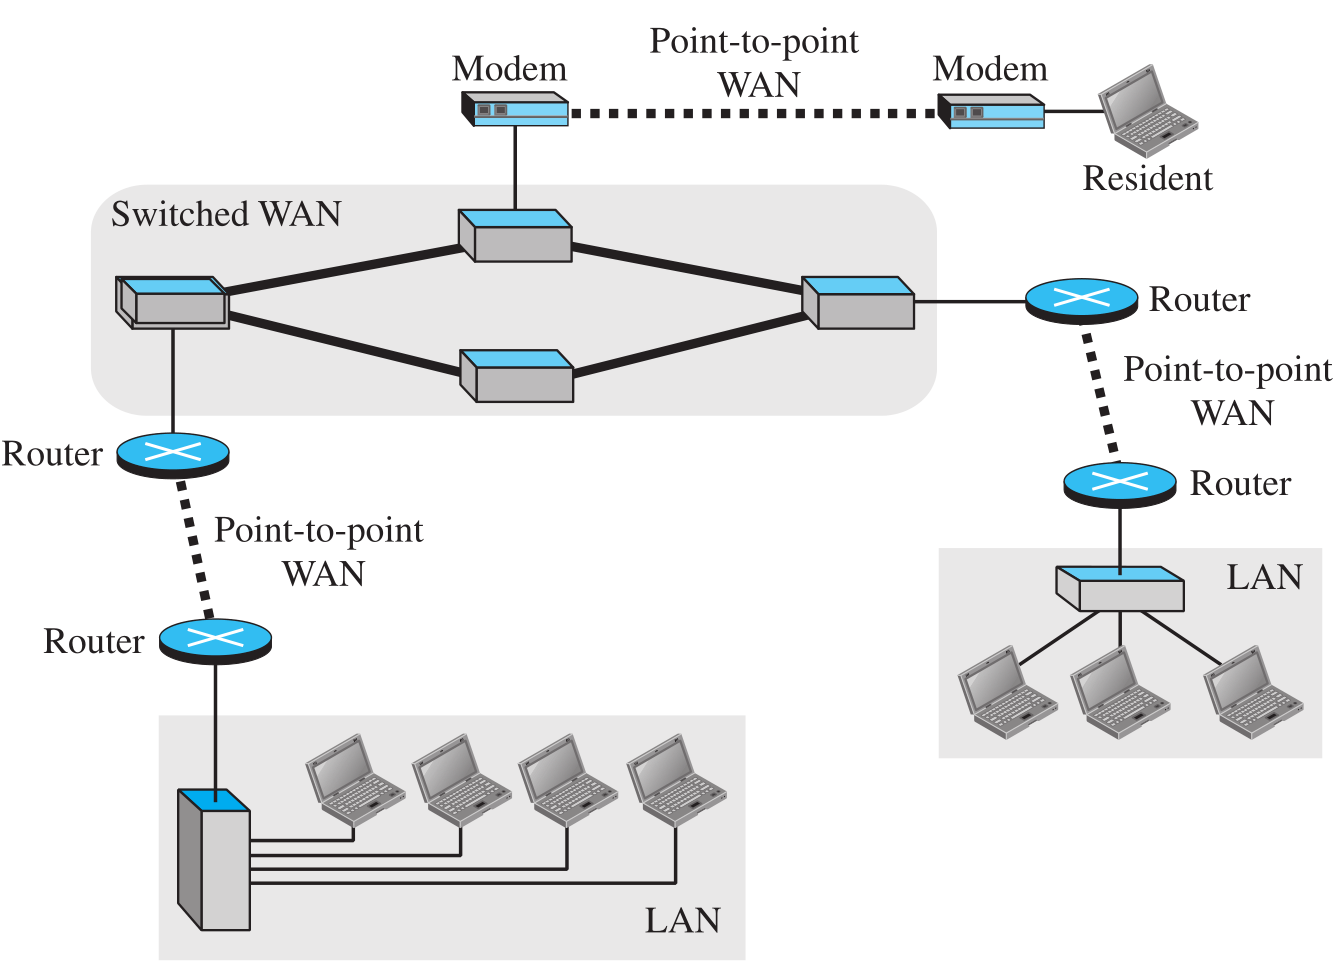 Point-to-point
WAN
Modem
Modem
Resident
Switched WAN
Router
Point-to-point
WAN
Router
Router
Point-to-point
WAN
Router
LAN
LAN